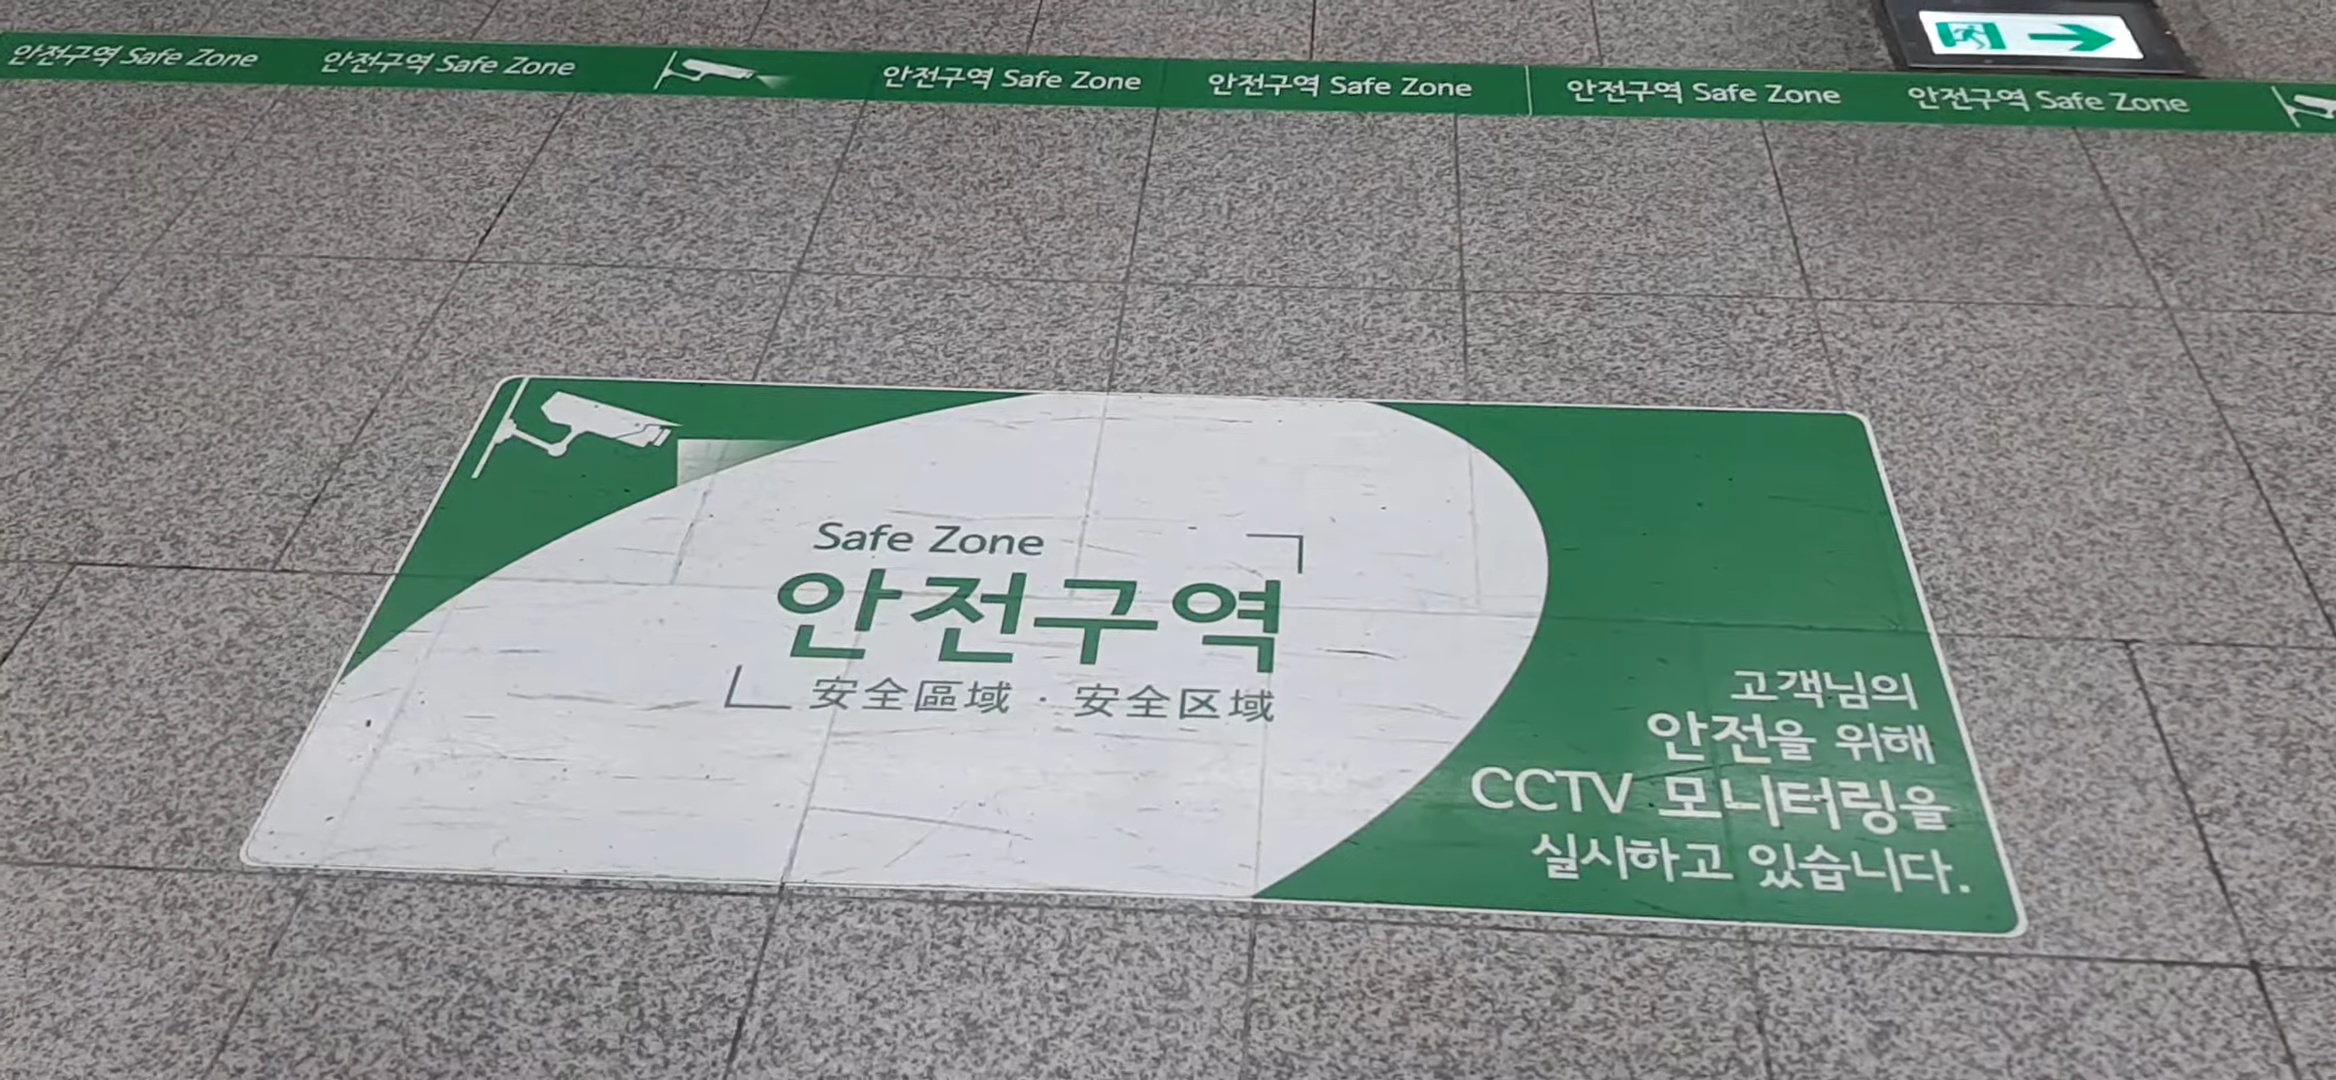 안전구역 Safe Zone 안전구역 Safe Zone 안전구역 Safe Zone 안전구역 Safe Zone 안전구역 Safe Zone 안전구역 Safe Zone
Safe Zone
안전구역
安全區域 · 安全区域
고객님의
안전을 위해
CCTV 모니터링을
실시하고 있습니다.